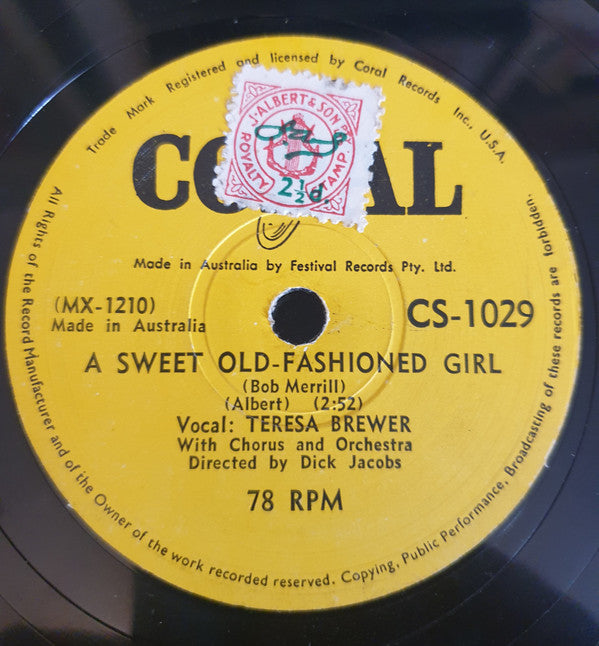 Trade Mark Registered and licensed by Coral Records Inc., U.S.A.
CO AL
J. ALBERT & SON
ROYALTY STAMP.
2½d.
Made in Australia by Festival Records Pty. Ltd.
(MX-1210)
Made in Australia
CS-1029
A SWEET OLD-FASHIONED GIRL
(Bob Merrill)
(Albert) (2:52)
Vocal: TERESA BREWER
With Chorus and Orchestra
Directed by Dick Jacobs
78 RPM
All Rights of the Record Manufacturer and of the Owner of the work recorded reserved. Copying, Public Performance, Broadcasting of these records are forbidden.